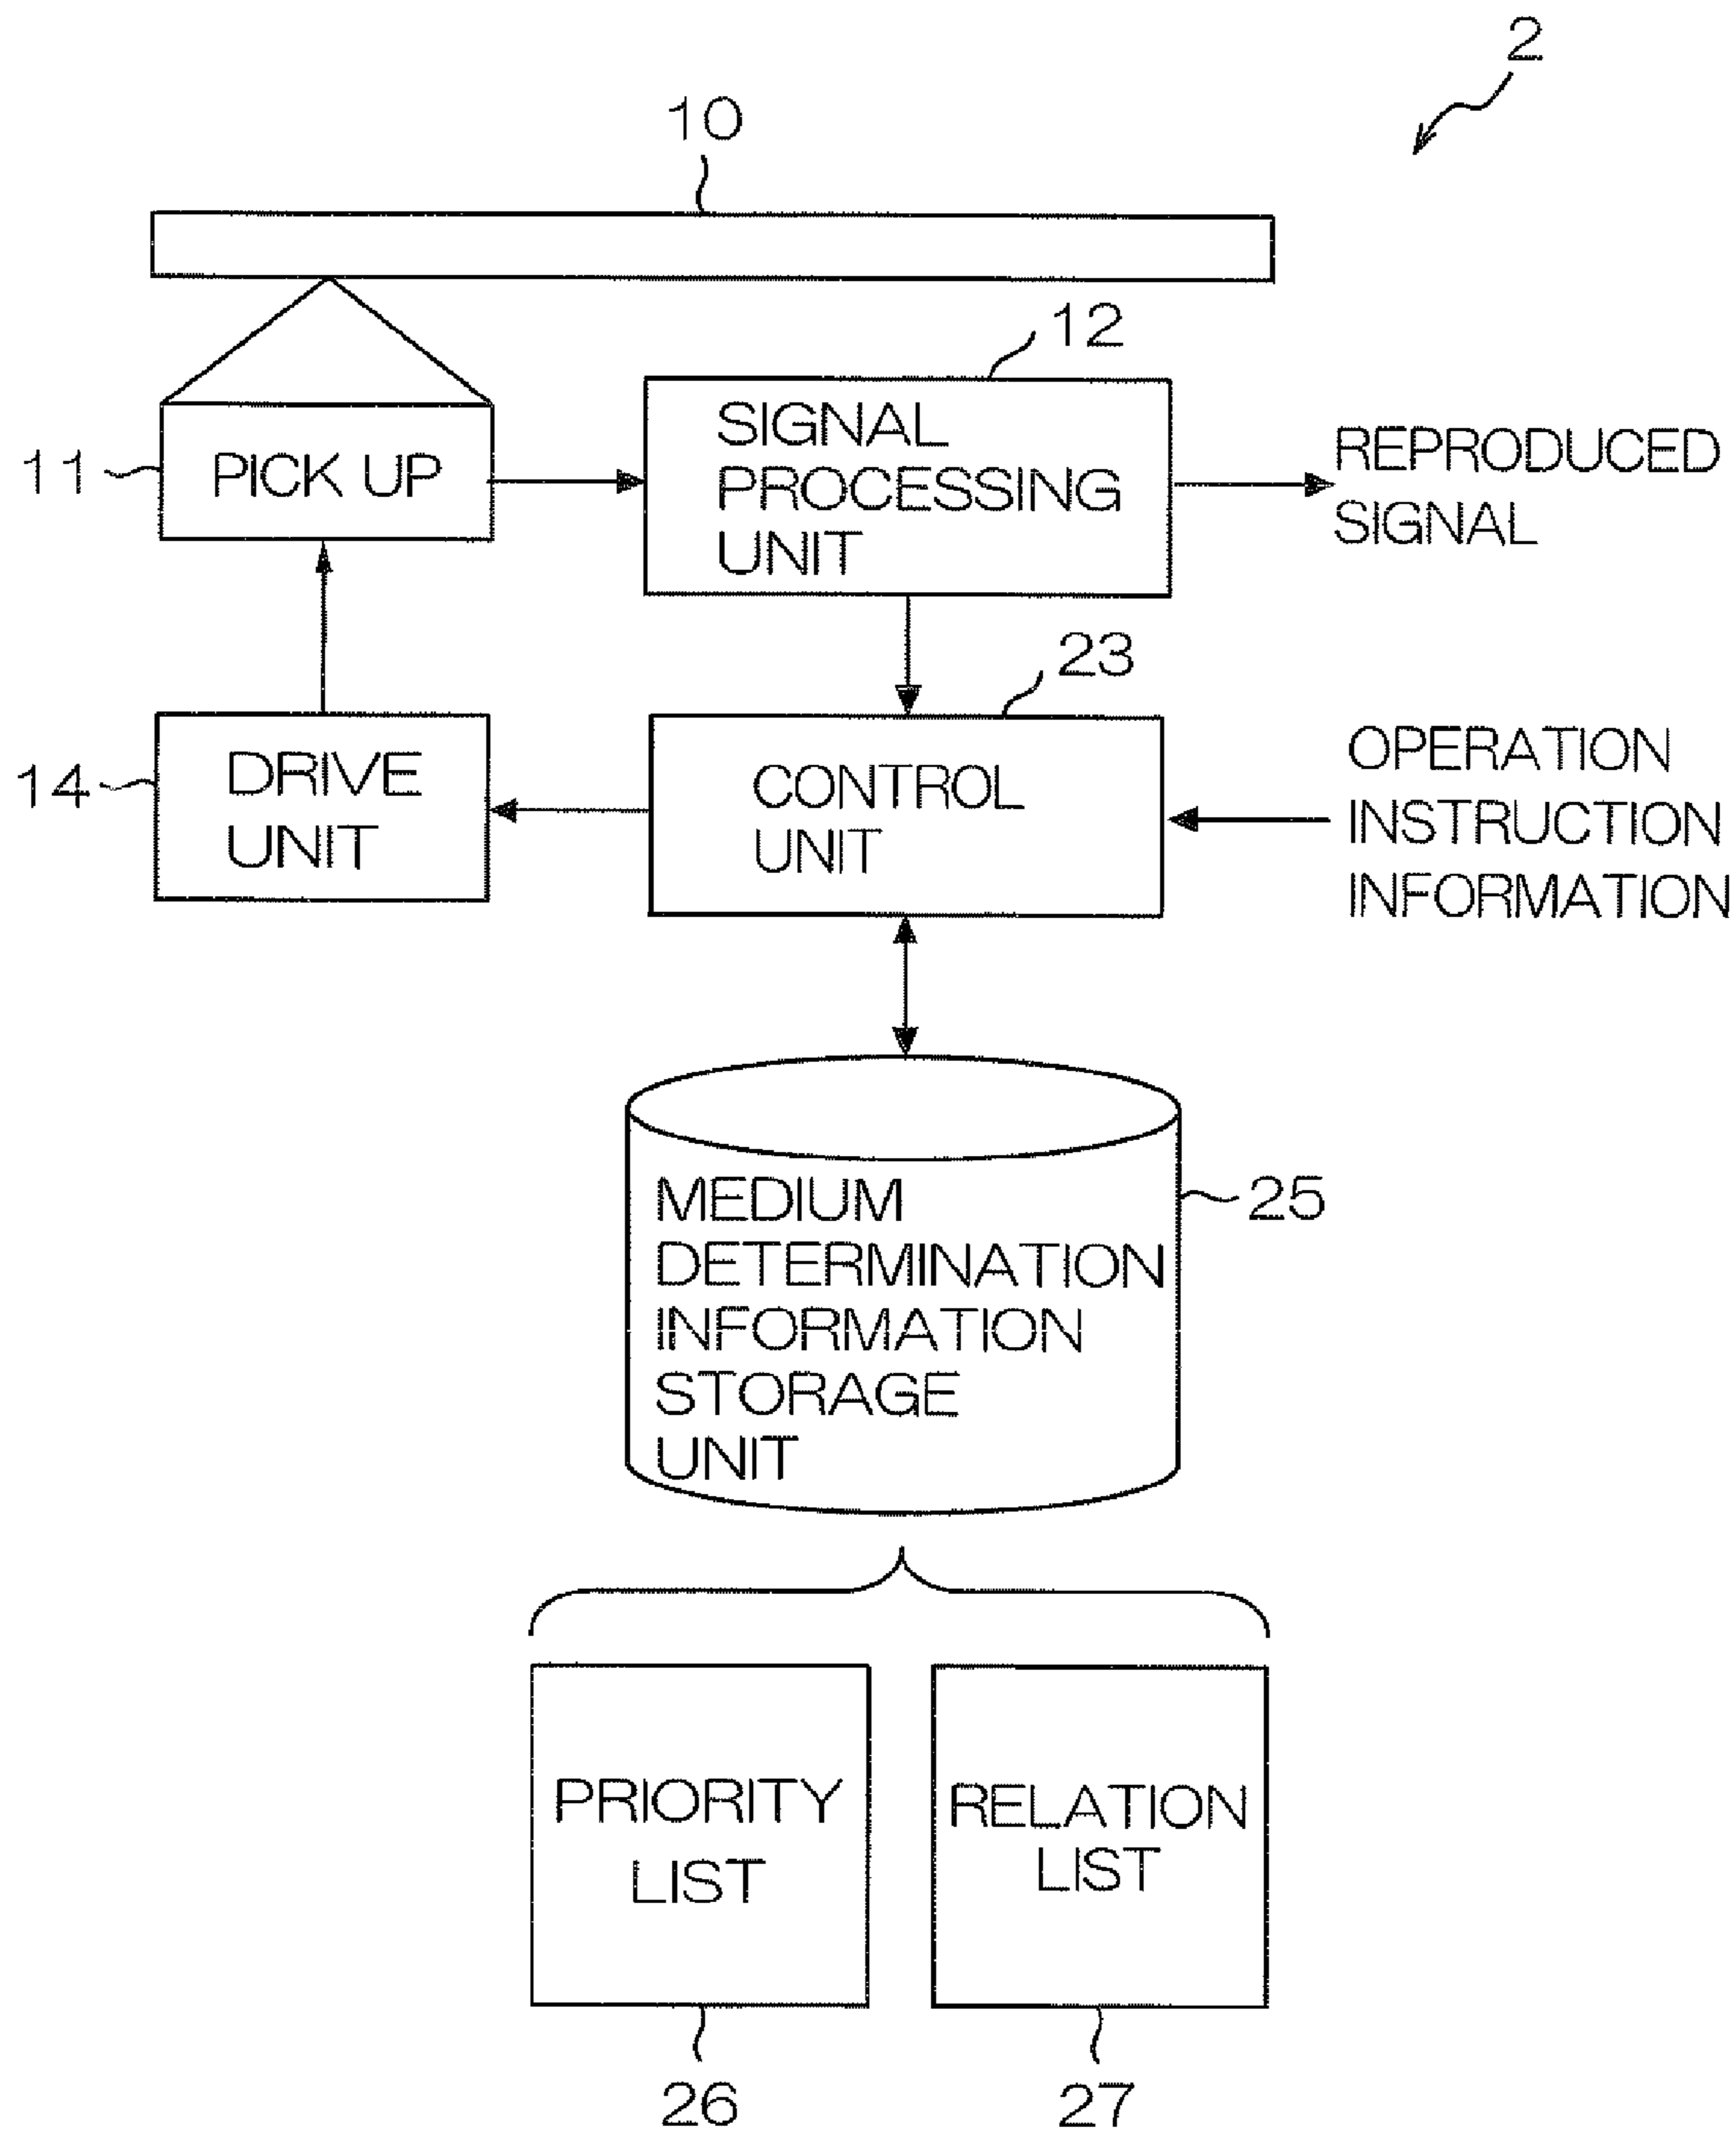 2
10
12
SIGNAL
PROCESSING
UNIT
11
PICK UP
REPRODUCED
SIGNAL
23
14
DRIVE
UNIT
CONTROL
UNIT
OPERATION
INSTRUCTION
INFORMATION
MEDIUM
DETERMINATION
INFORMATION
STORAGE
UNIT
25
PRIORITY
LIST
RELATION
LIST
26
27